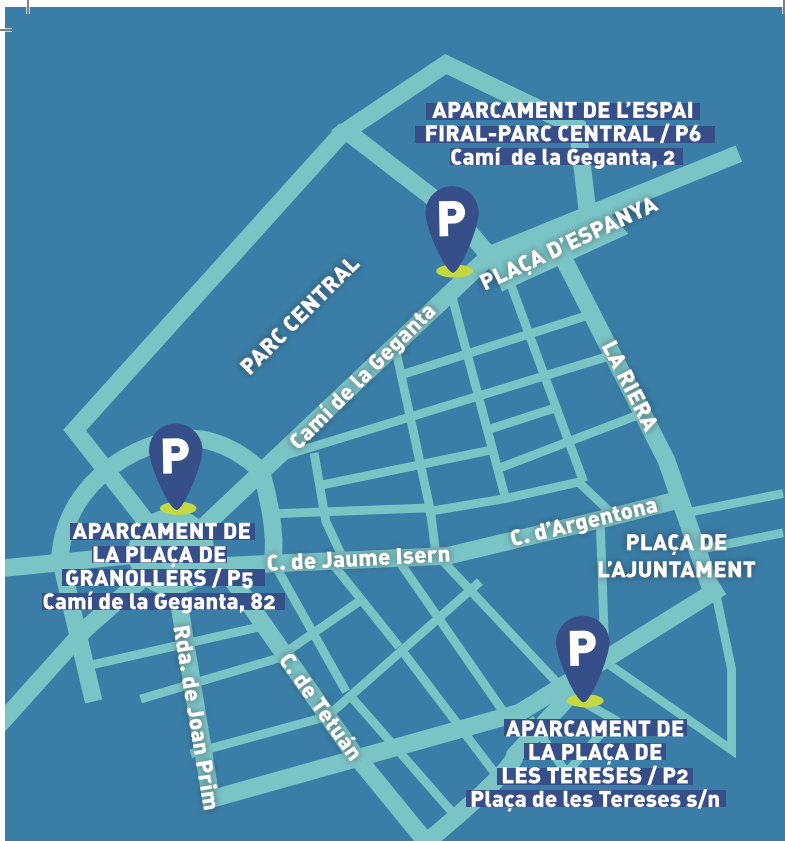 APARCAMENT DE L'ESPAI
FIRAL-PARC CENTRAL / P6
Camí de la Geganta, 2
P
PLAÇA D'ESPANYA
PARC CENTRAL
Camí de la Geganta
LA RIERA
P
APARCAMENT DE
LA PLAÇA DE
GRANOLLERS / P5
Camí de la Geganta, 82
C. de Jaume Isern
C. d'Argentona
PLAÇA DE
L'AJUNTAMENT
Rda. de Joan Prim
C. de Tetuán
P
APARCAMENT DE
LA PLAÇA DE
LES TERESES / P2
Plaça de les Tereses s/n